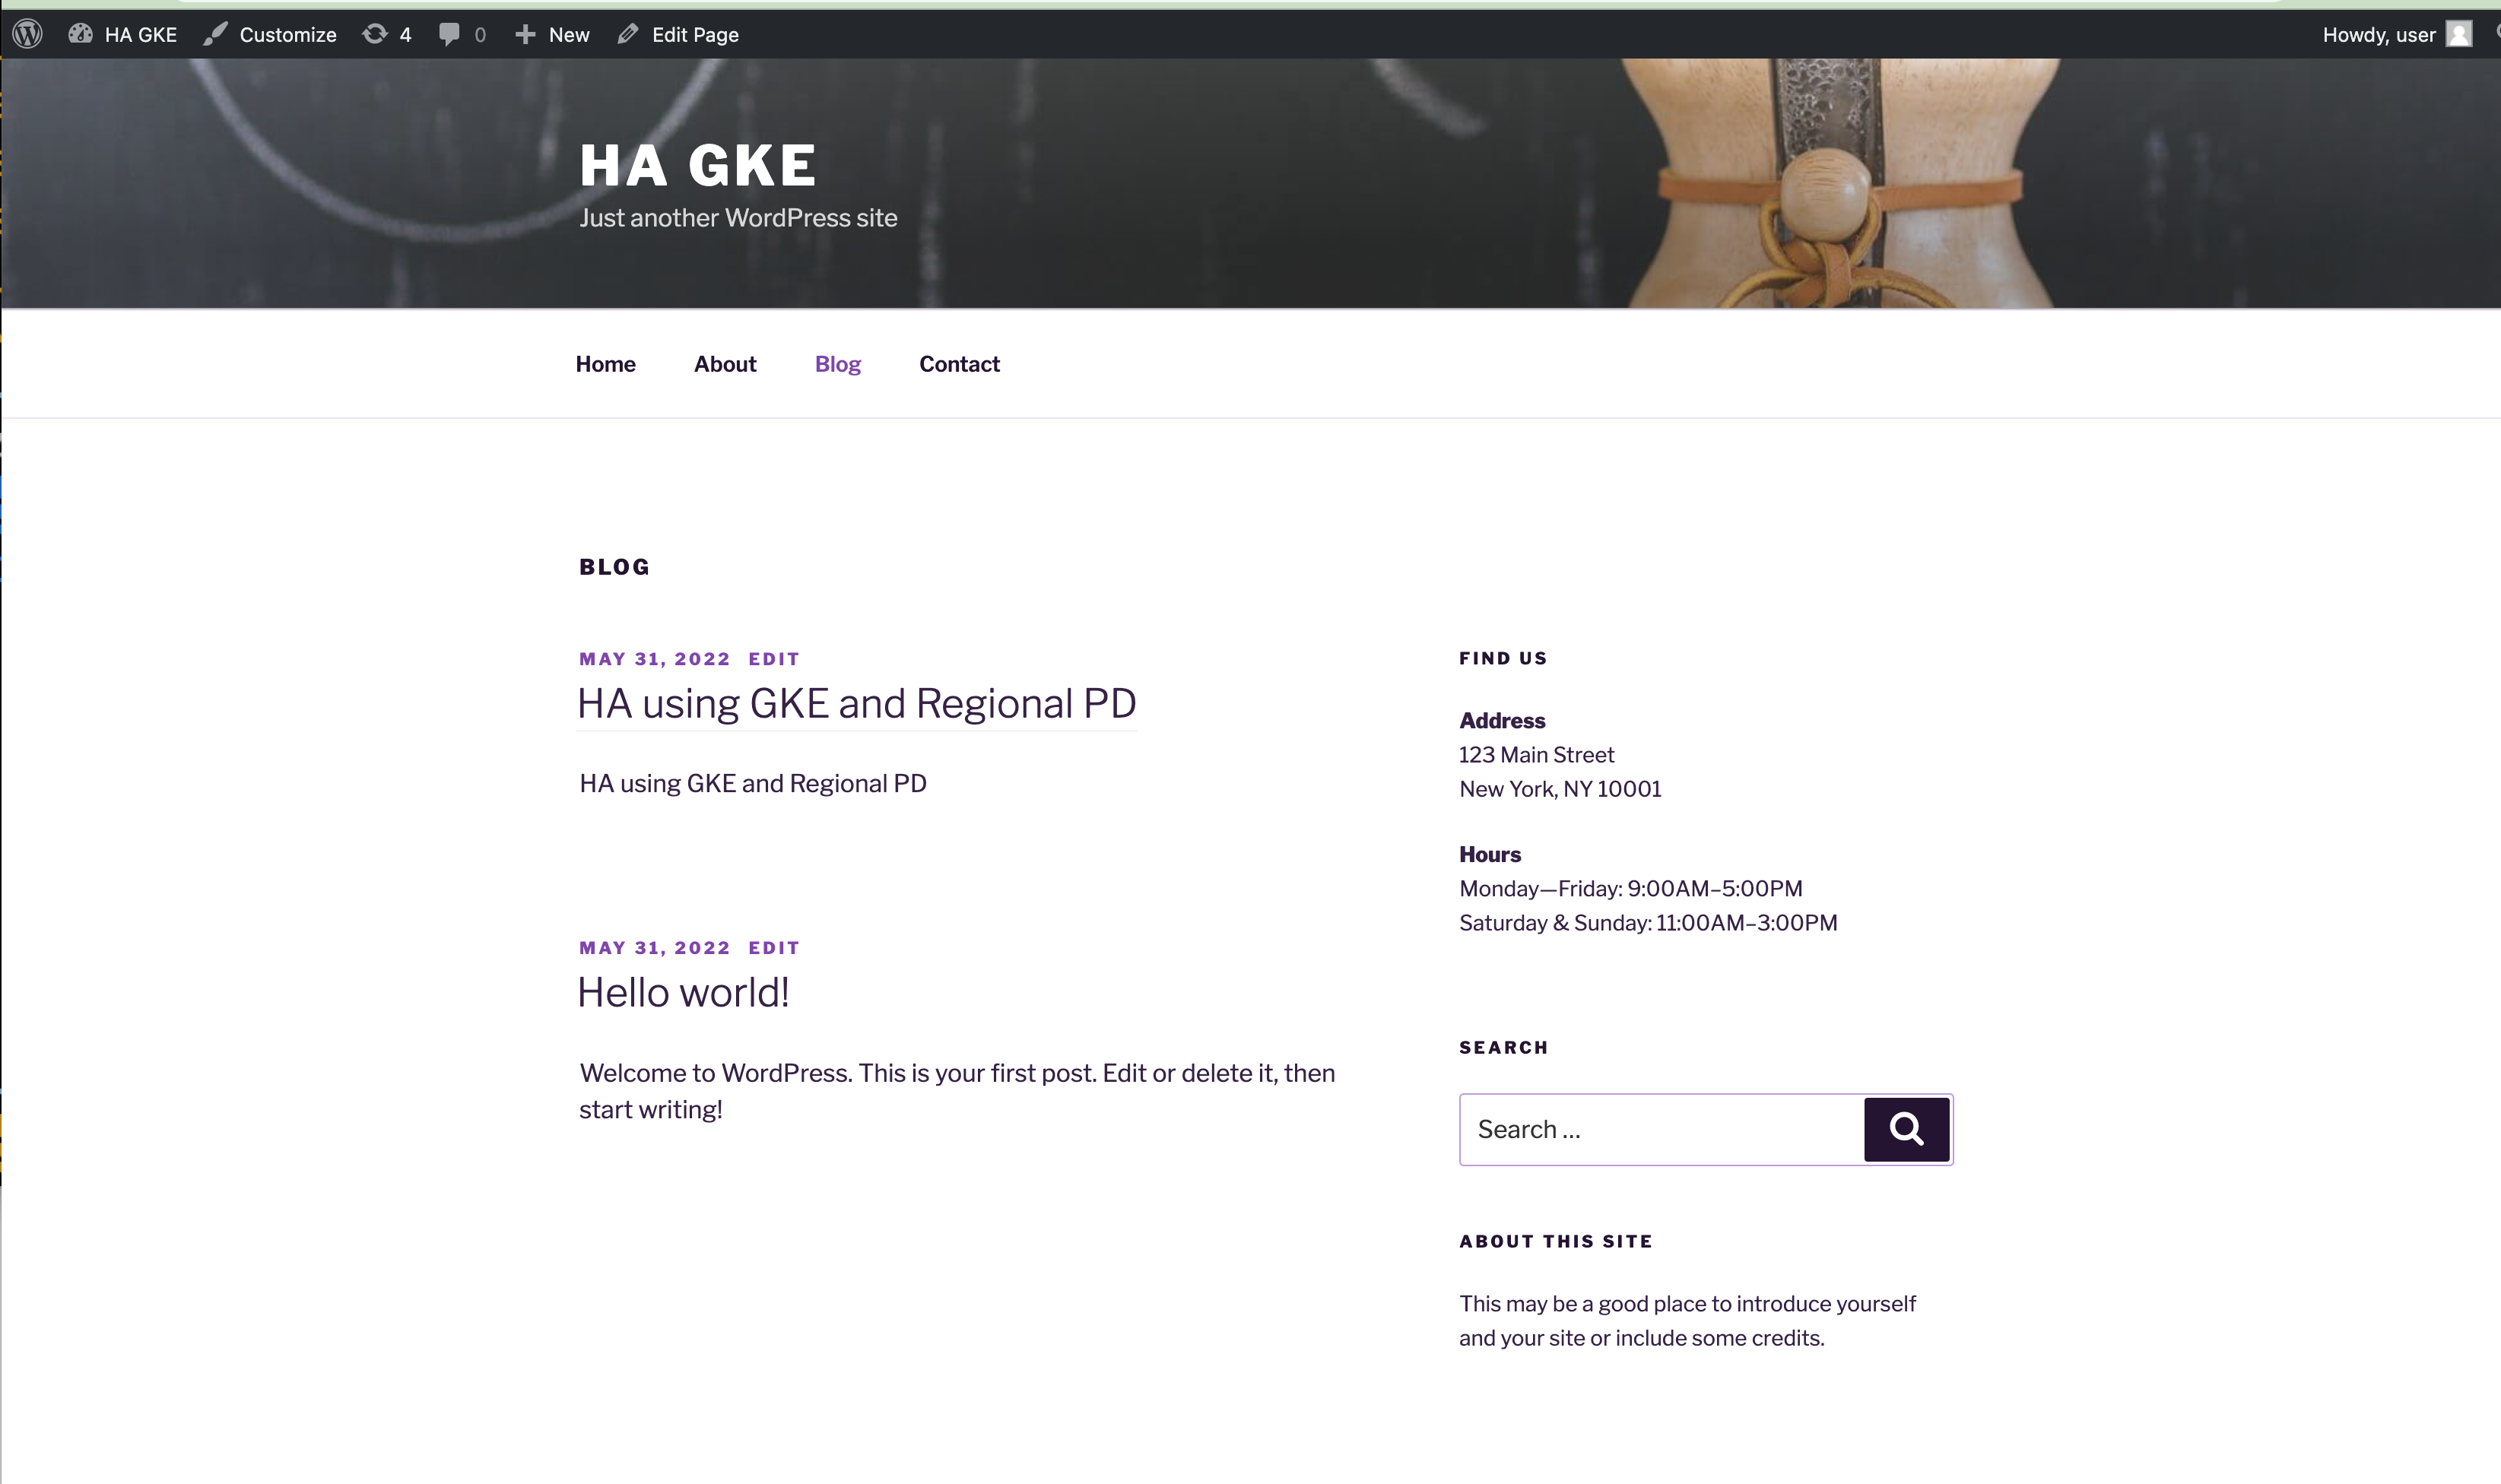 HA GKE
Customize
4
0
New
Edit Page
Howdy, user
HA GKE
Just another WordPress site
Home
About
Blog
Contact
BLOG
MAY 31, 2022 EDIT
HA using GKE and Regional PD
HA using GKE and Regional PD
MAY 31, 2022 EDIT
Hello world!
Welcome to WordPress. This is your first post. Edit or delete it, then
start writing!
FIND US
Address
123 Main Street
New York, NY 10001
Hours
Monday—Friday: 9:00AM–5:00PM
Saturday & Sunday: 11:00AM–3:00PM
SEARCH
Search …
ABOUT THIS SITE
This may be a good place to introduce yourself
and your site or include some credits.